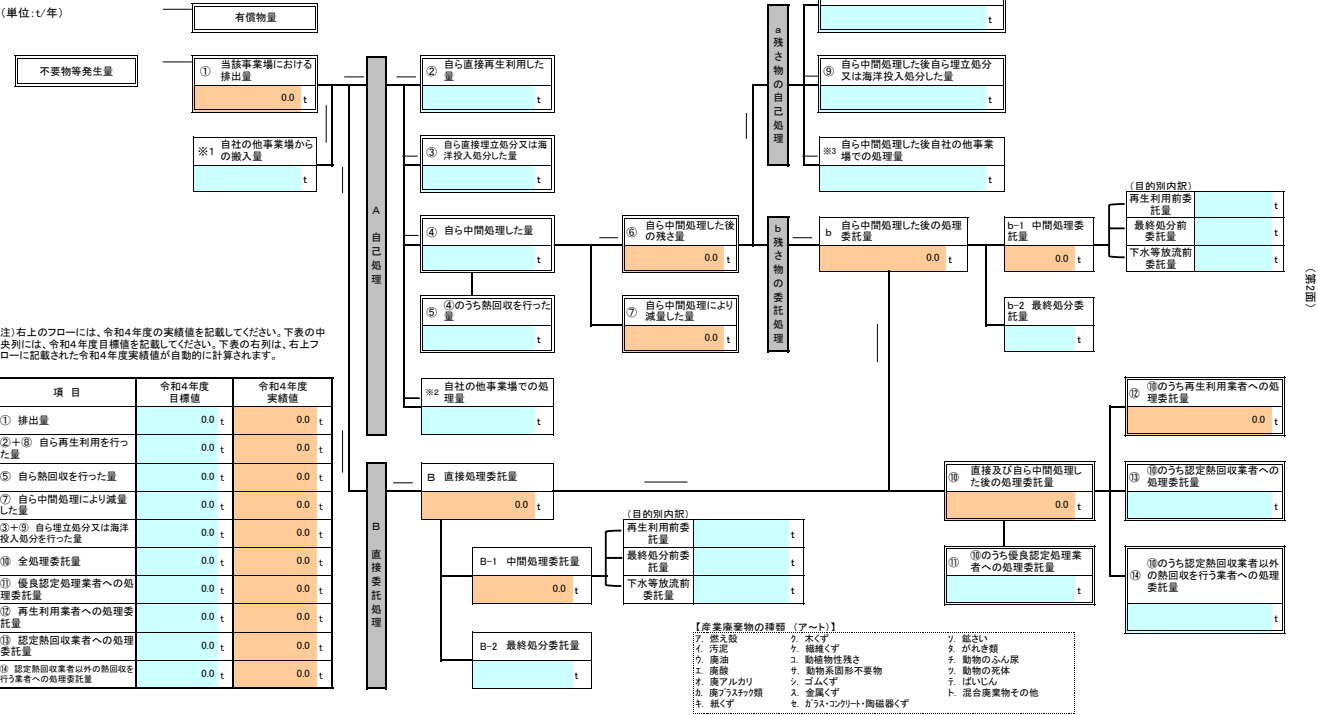 （単位：t/年）
有償物量
不要物等発生量
① 当該事業場における
排出量
0.0 t
※1 自社の他事業場から
の搬入量
t
A 自己処理
② 自ら直接再生利用した
量
t
③ 自ら直接埋立処分又は海
洋投入処分した量
t
④ 自ら中間処理した量
t
⑤ ④のうち熱回収を行った
量
t
※2 自社の他事業場での処
理量
t
⑥ 自ら中間処理した後
の残さ量
0.0 t
⑦ 自ら中間処理により
減量した量
0.0 t
a 残さ物の自己処理
t
⑨ 自ら中間処理した後自ら埋立処分
又は海洋投入処分した量
t
※3 自ら中間処理した後自社の他事業
場での処理量
t
b 残さ物の委託処理
b 自ら中間処理した後の処理
委託量
0.0 t
b-1 中間処理委
託量
0.0 t
b-2 最終処分委
託量
t
（目的別内訳）
再生利用前委
託量
t
最終処分前
委託量
t
下水等放流前
委託量
t
（第2面）
注）右上のフローには、令和4年度の実績値を記載してください。下表の中
央列には、令和4年度目標値を記載してください。下表の右列は、右上フ
ローに記載された令和4年度実績値が自動的に計算されます。
項 目 令和4年度
目標値 令和4年度
実績値
① 排出量 0.0 t 0.0 t
②＋⑧ 自ら再生利用を行っ
た量 0.0 t 0.0 t
⑤ 自ら熱回収を行った量 0.0 t 0.0 t
⑦ 自ら中間処理により減量
した量 0.0 t 0.0 t
③＋⑨ 自ら埋立処分又は海洋
投入処分を行った量 0.0 t 0.0 t
⑩ 全処理委託量 0.0 t 0.0 t
⑪ 優良認定処理業者への処
理委託量 0.0 t 0.0 t
⑫ 再生利用業者への処理委
託量 0.0 t 0.0 t
⑬ 認定熱回収業者への処理
委託量 0.0 t 0.0 t
⑭ 認定熱回収業者以外の熱回収を
行う業者への処理委託量 0.0 t 0.0 t
B 直接委託処理
B 直接処理委託量
0.0 t
B-1 中間処理委託量
0.0 t
B-2 最終処分委託量
t
（目的別内訳）
再生利用前委
託量
t
最終処分前委
託量
t
下水等放流前
委託量
t
⑩ 直接及び自ら中間処理し
た後の処理委託量
0.0 t
⑪ ⑩のうち優良認定処理業
者への処理委託量
t
⑫ ⑩のうち再生利用業者への処
理委託量
0.0 t
⑬ ⑩のうち認定熱回収業者への
処理委託量
t
⑭ ⑩のうち認定熱回収業者以外
の熱回収を行う業者への処理
委託量
t
【産業廃棄物の種類 （ア～ト）】
ア．燃え殻 ク．木くず ソ．鉱さい
イ．汚泥 ケ．繊維くず タ．がれき類
ウ．廃油 コ．動植物性残さ チ．動物のふん尿
エ．廃酸 サ．動物系固形不要物 ツ．動物の死体
オ．廃アルカリ シ．ゴムくず テ．ばいじん
カ．廃プラスチック類 ス．金属くず ト．混合廃棄物その他
キ．紙くず セ．ガラス・コンクリート・陶磁器くず